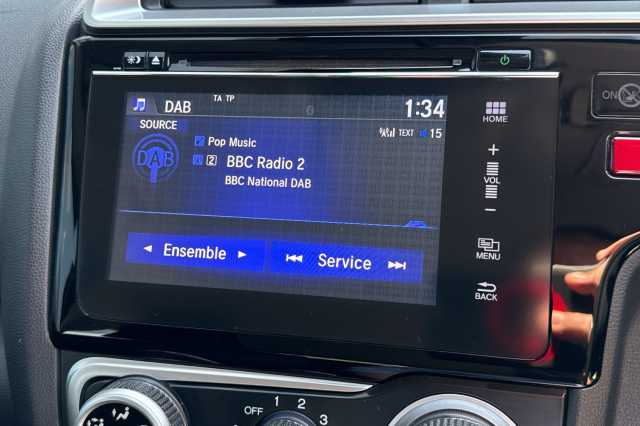 DAB
TA TP
1:34
SOURCE
TEXT 15
Pop Music
DAB
2 BBC Radio 2
BBC National DAB
Ensemble
Service
HOME
+
VOL
−
MENU
BACK
ON
OFF
1
2
3